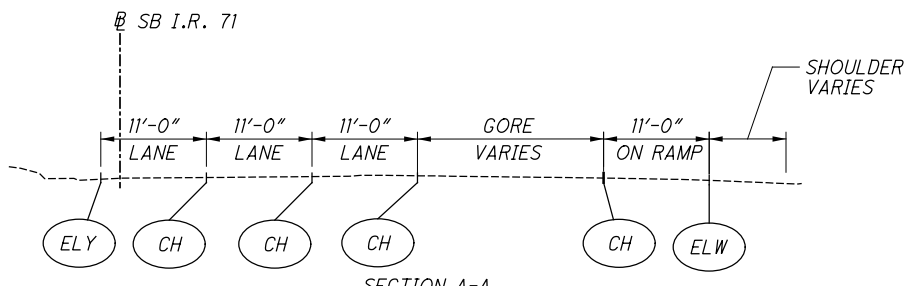 ℄ SB I.R. 71
SHOULDER
VARIES
11'-0" 11'-0" 11'-0" GORE 11'-0"
LANE LANE LANE VARIES ON RAMP
ELY CH CH CH CH ELW
SECTION A-A